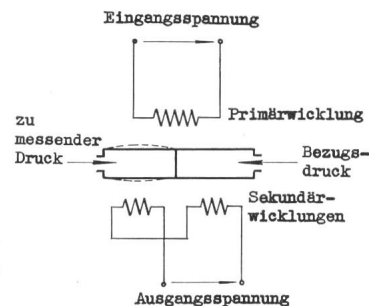 Eingangsspannung
Primärwicklung
zu
messender
Druck
Bezugs-
druck
Sekundär-
wicklungen
Ausgangsspannung